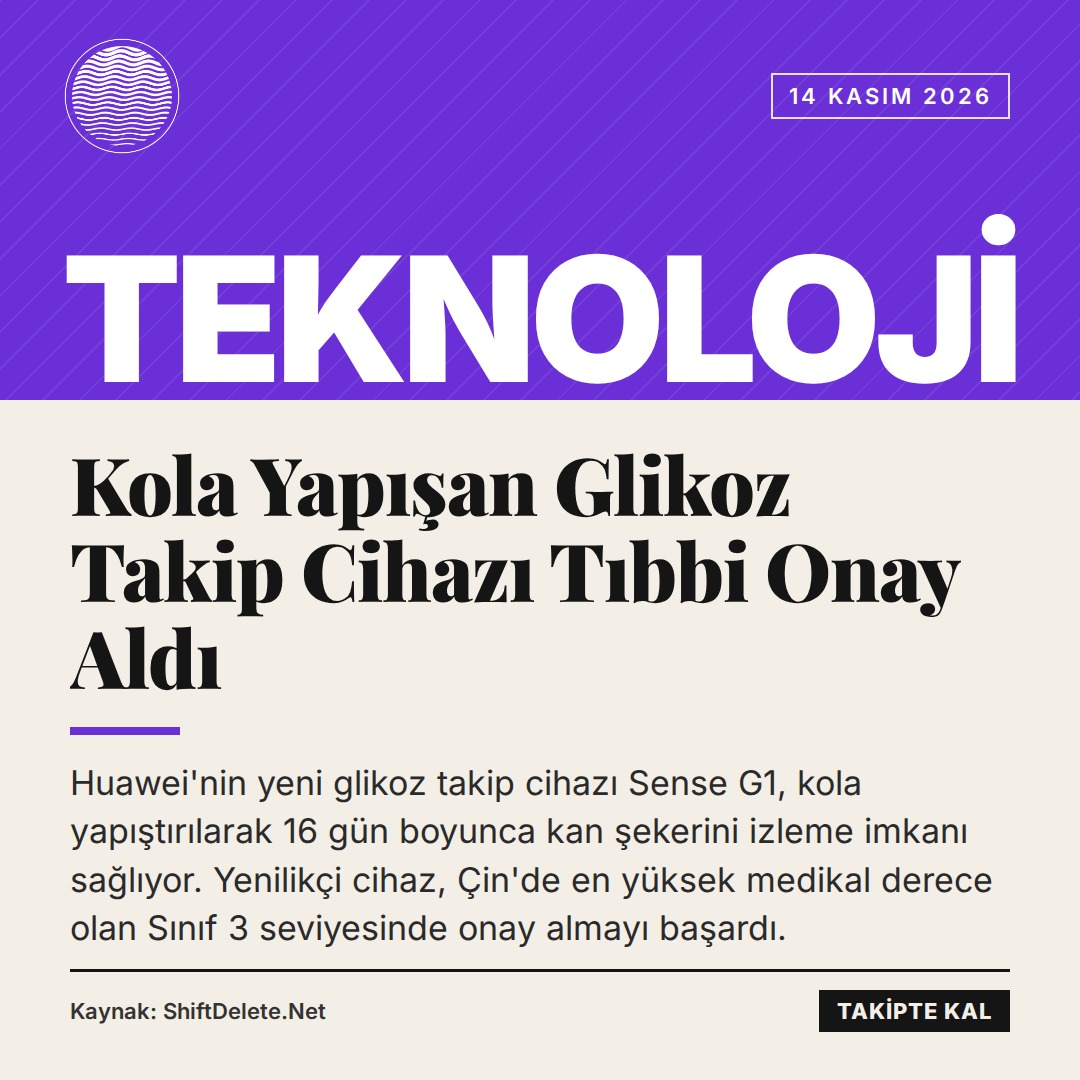 14 KASIM 2026
TEKNOLOJİ
Kola Yapışan Glikoz
Takip Cihazı Tıbbi Onay
Aldı
Huawei'nin yeni glikoz takip cihazı Sense G1, kola
yapıştırılarak 16 gün boyunca kan şekerini izleme imkanı
sağlıyor. Yenilikçi cihaz, Çin'de en yüksek medikal derece
olan Sınıf 3 seviyesinde onay almayı başardı.
Kaynak: ShiftDelete.Net
TAKİPTE KAL